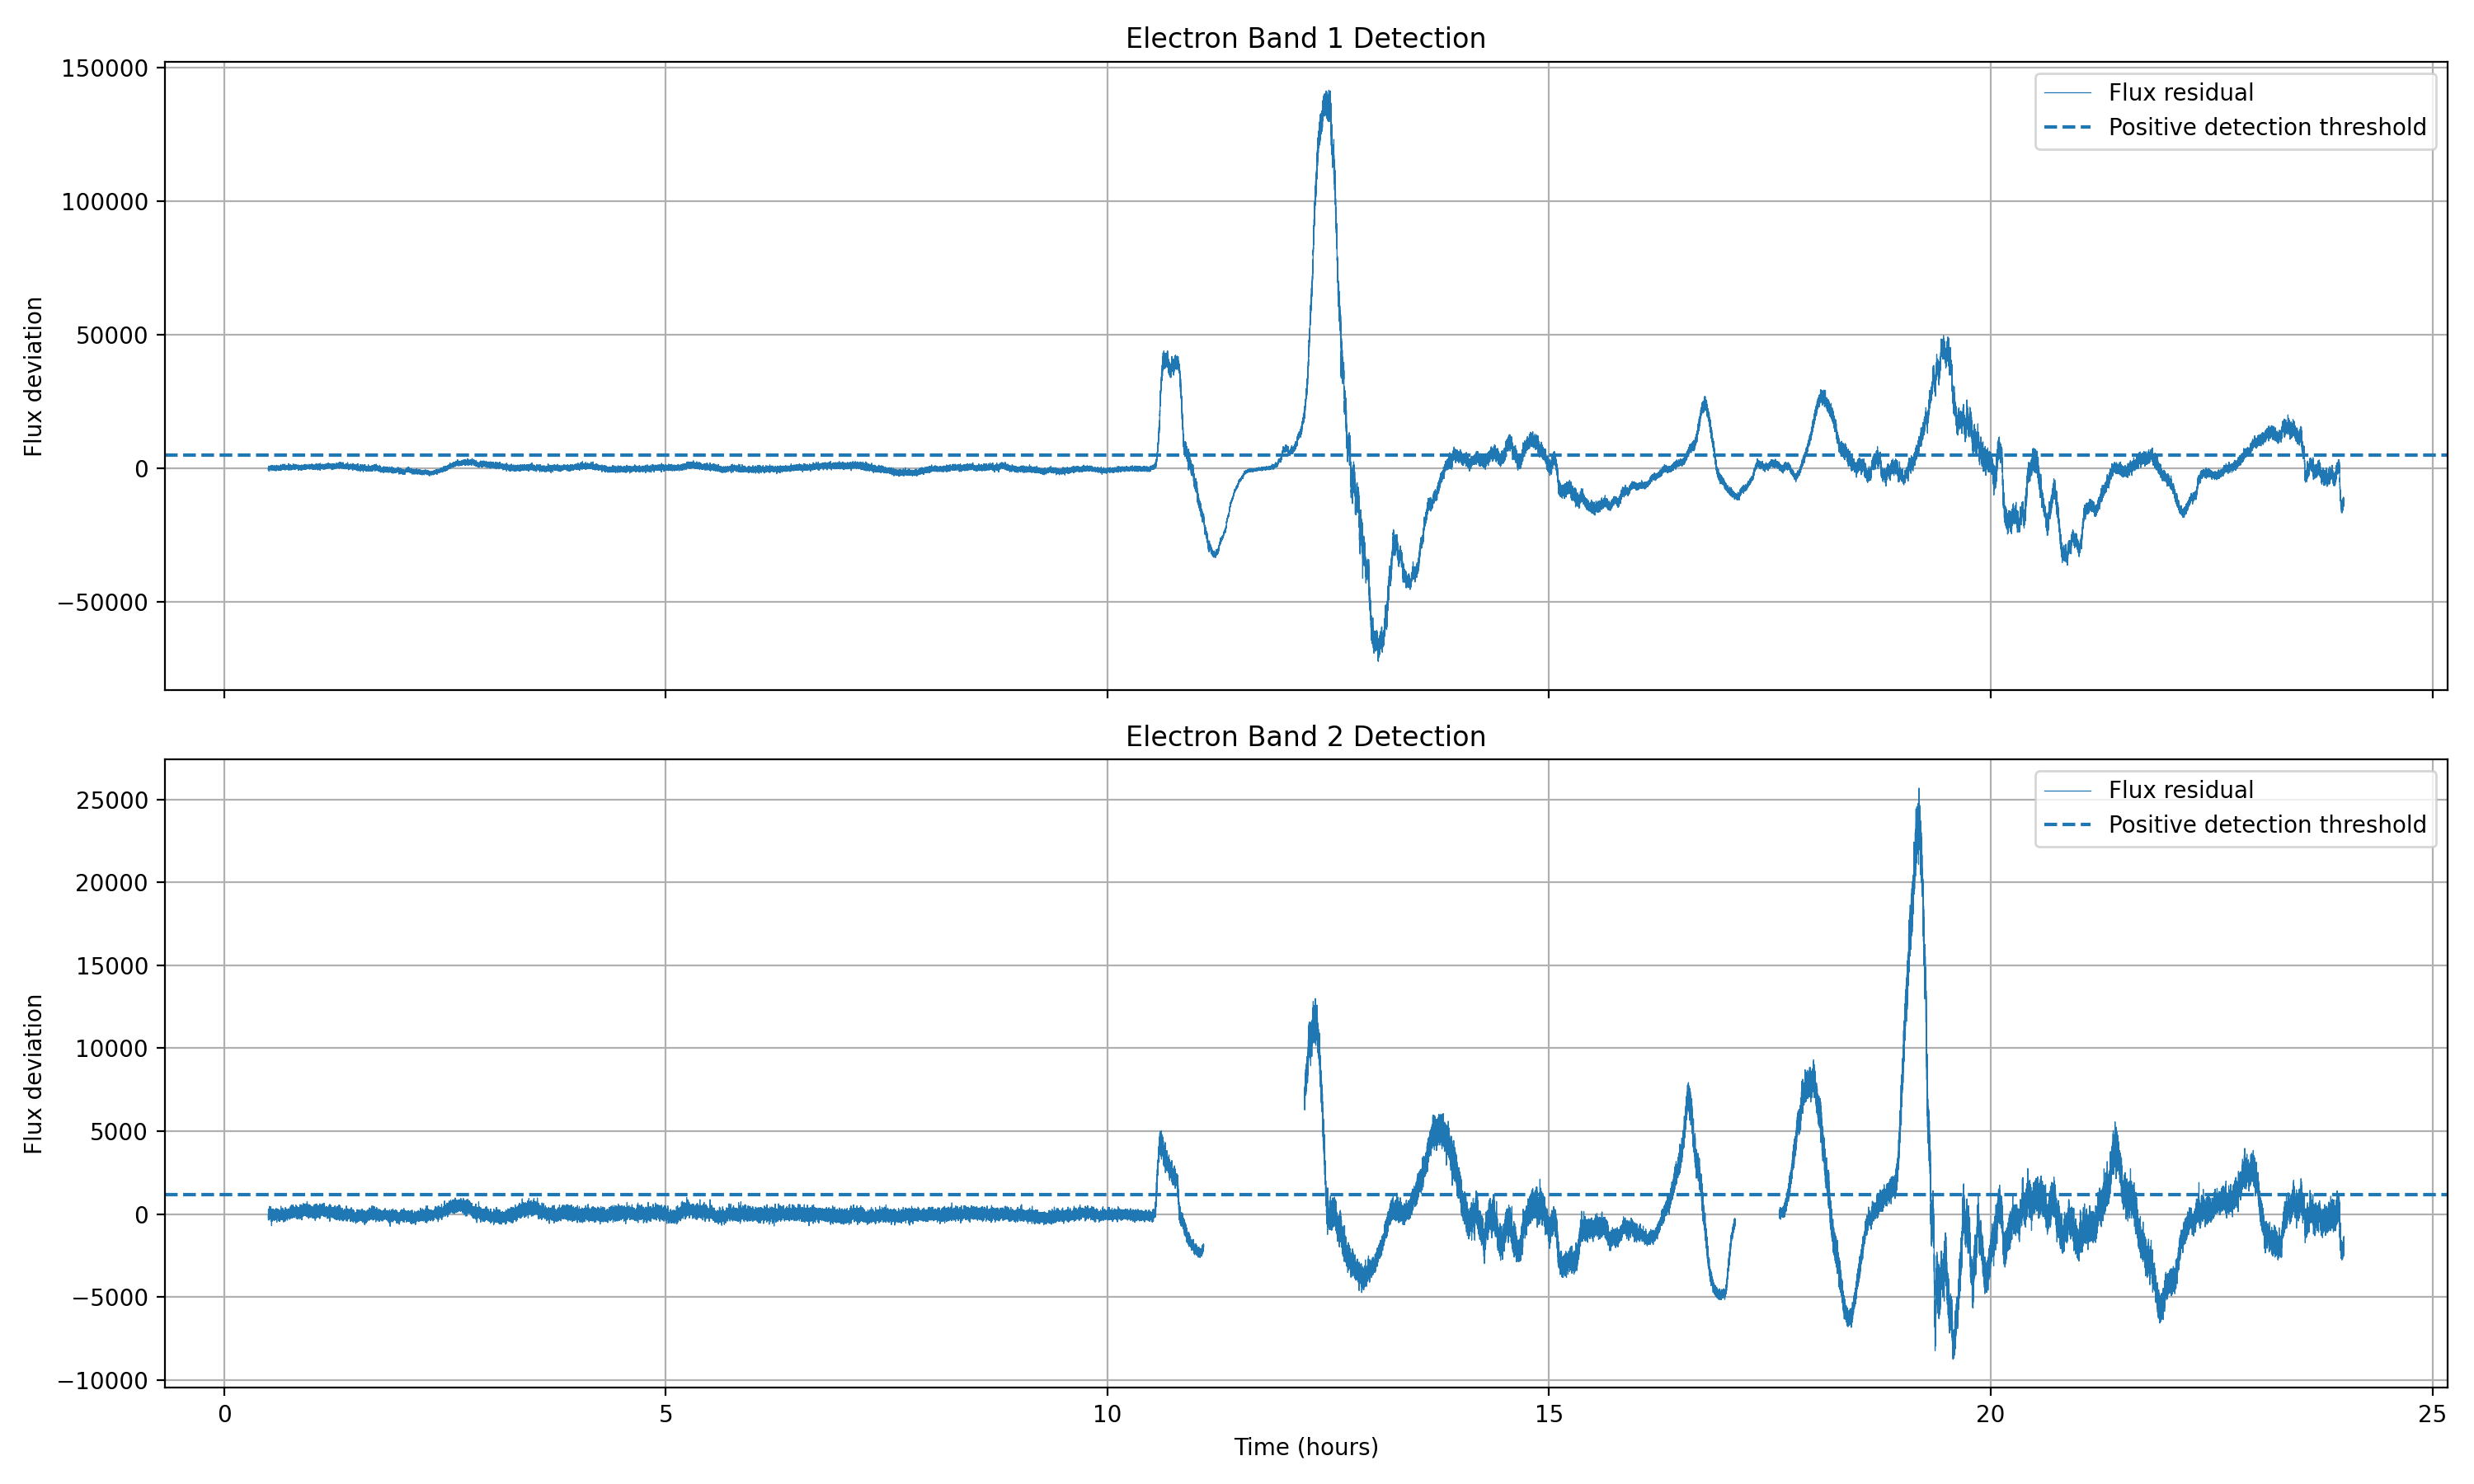 Electron Band 1 Detection
150000
100000
50000
0
−50000
Flux deviation
Flux residual
Positive detection threshold
Electron Band 2 Detection
25000
20000
15000
10000
5000
0
−5000
−10000
Flux deviation
Flux residual
Positive detection threshold
0 5 10 15 20 25
Time (hours)